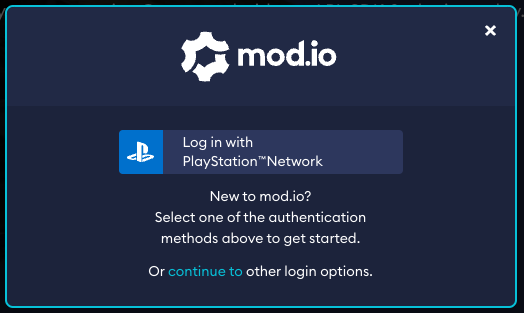 mod.io
Log in with
PlayStation™Network
New to mod.io?
Select one of the authentication
methods above to get started.
Or continue to other login options.